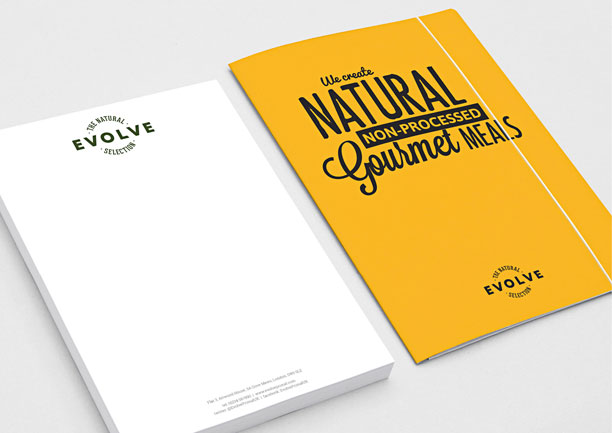 THE NATURAL
EVOLVE
SELECTION
We create
NATURAL
NON-PROCESSED
Gourmet MEALS
THE NATURAL
EVOLVE
SELECTION